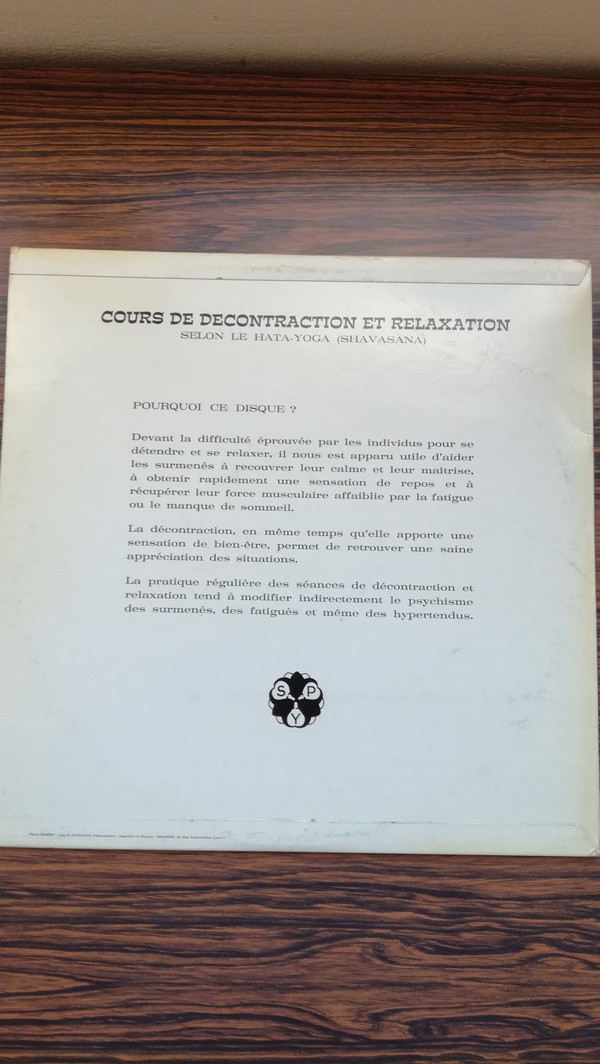 COURS DE DECONTRACTION ET RELAXATION
SELON LE HATA-YOGA (SHAVASANA)
POURQUOI CE DISQUE ?
Devant la difficulté éprouvée par les individus pour se
détendre et se relaxer, il nous est apparu utile d'aider
les surmenés à recouvrer leur calme et leur maîtrise,
à obtenir rapidement une sensation de repos et à
récupérer leur force musculaire affaiblie par la fatigue
ou le manque de sommeil.
La décontraction, en même temps qu'elle apporte une
sensation de bien-être, permet de retrouver une saine
appréciation des situations.
La pratique régulière des séances de décontraction et
relaxation tend à modifier indirectement le psychisme
des surmenés, des fatigués et même des hypertendus.
S P
Y